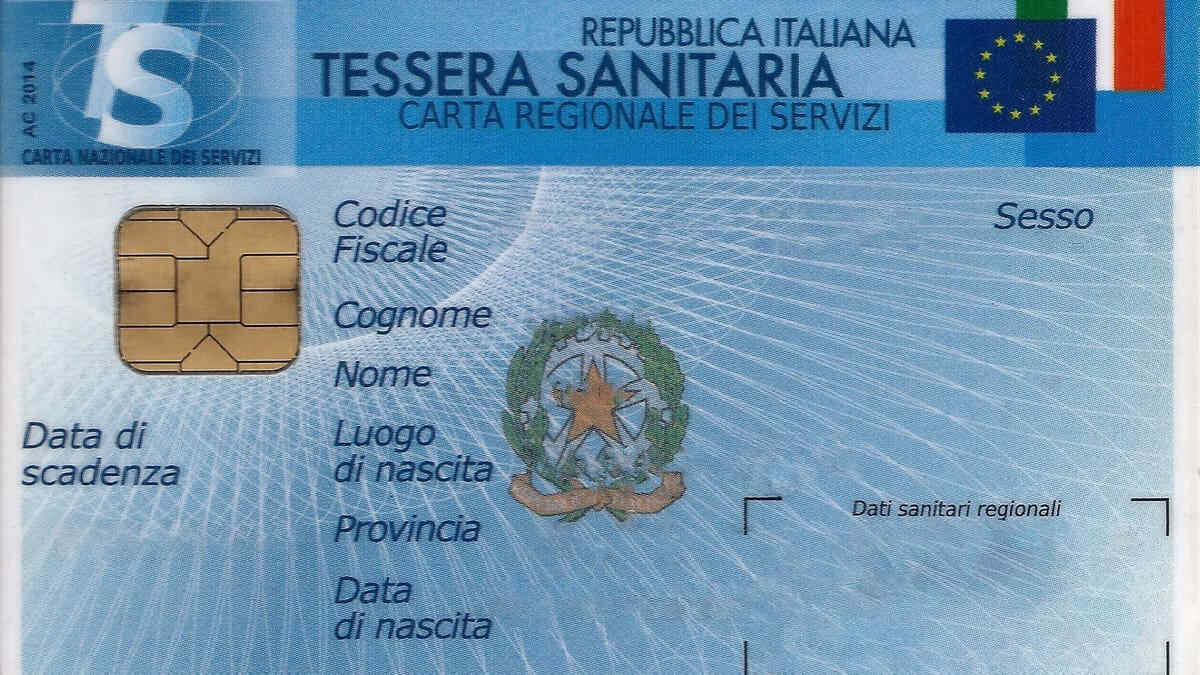 TS
AC 2014
CARTA NAZIONALE DEI SERVIZI
REPUBBLICA ITALIANA
TESSERA SANITARIA
CARTA REGIONALE DEI SERVIZI
Codice
Fiscale
Sesso
Cognome
Nome
Data di
scadenza
Luogo
di nascita
Provincia
Data
di nascita
Dati sanitari regionali